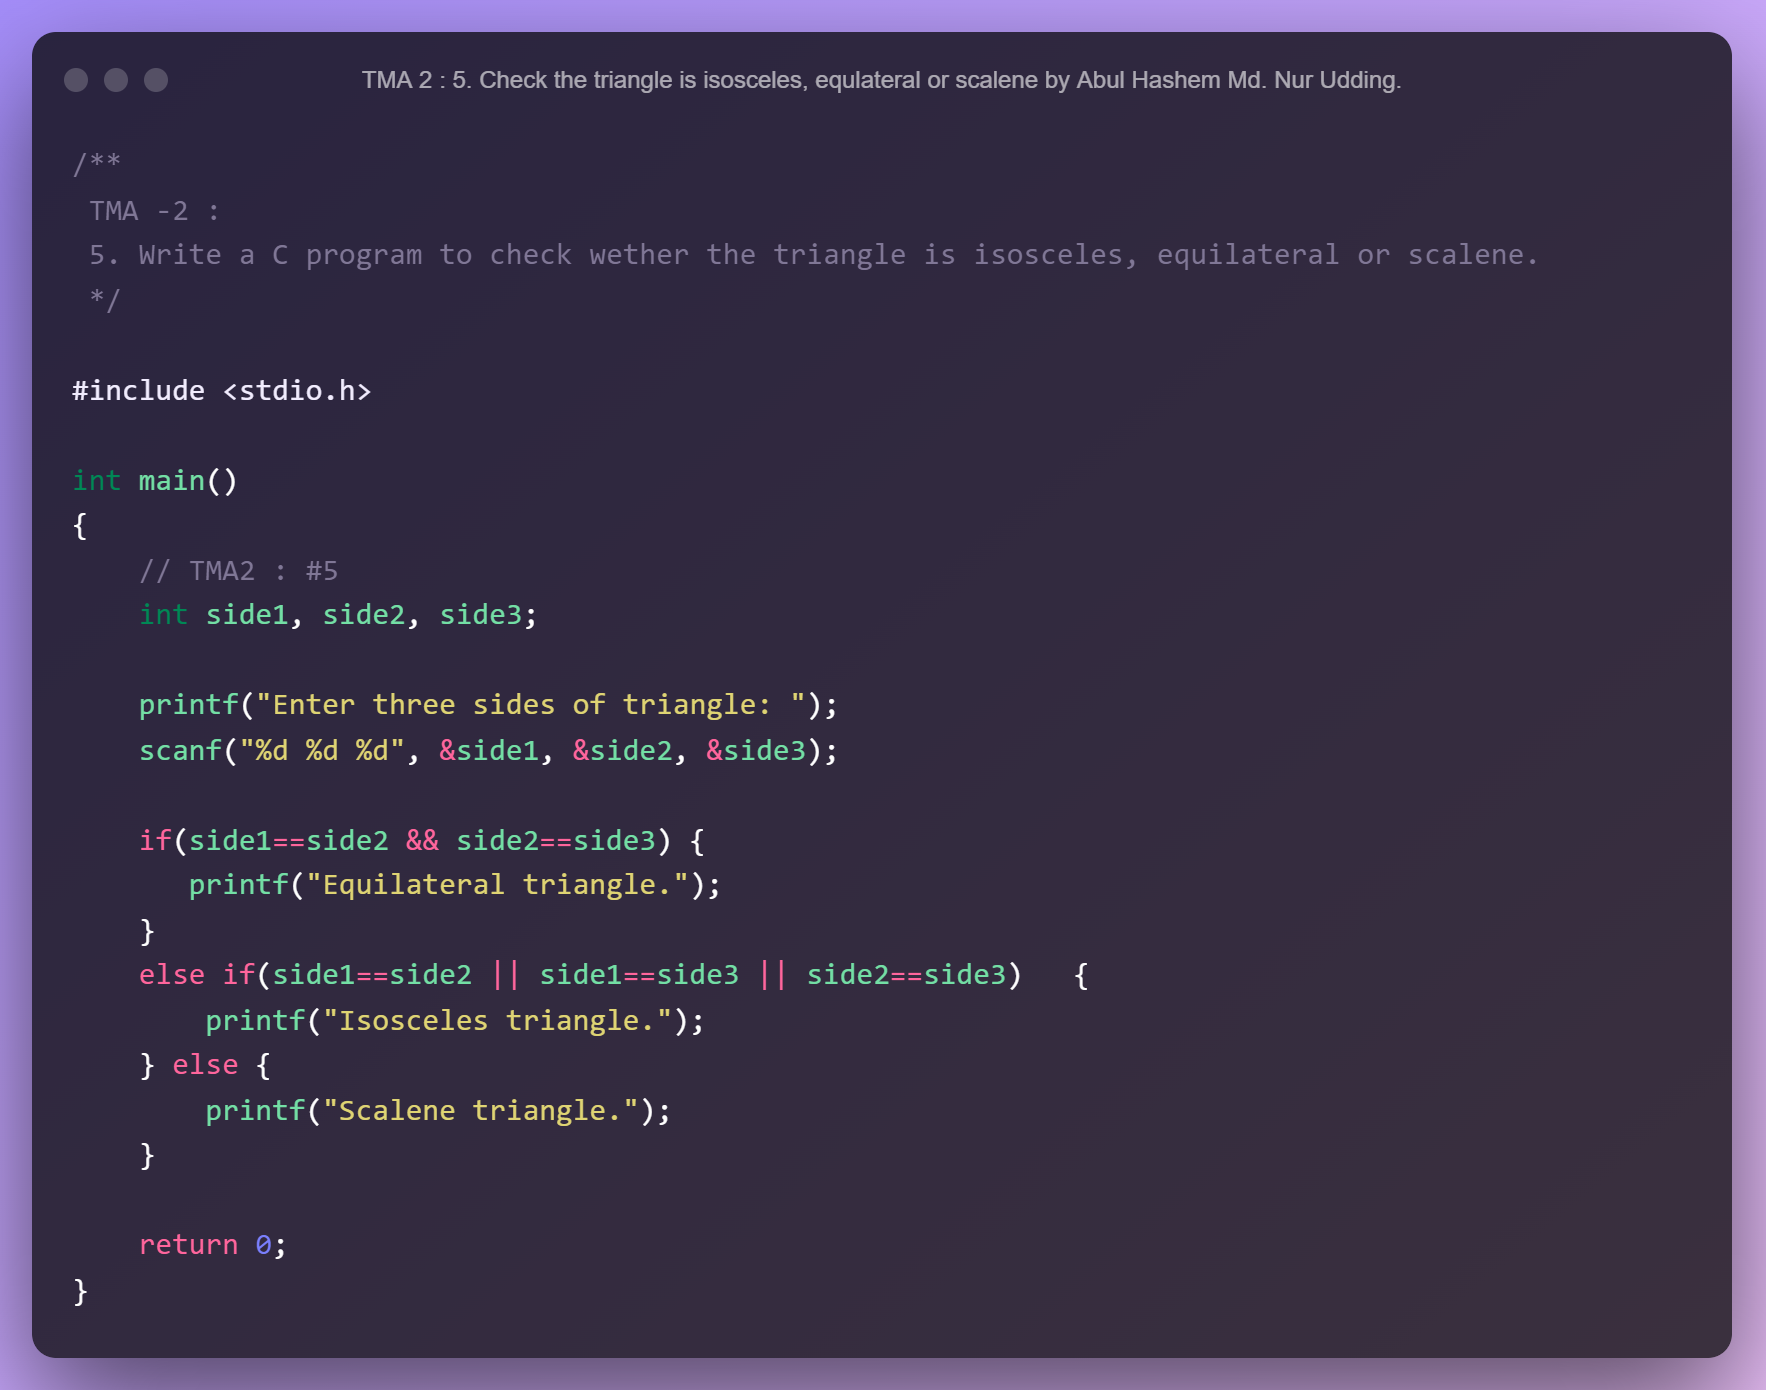 TMA 2 : 5. Check the triangle is isosceles, equlateral or scalene by Abul Hashem Md. Nur Udding.
/**
 TMA -2 :
 5. Write a C program to check wether the triangle is isosceles, equilateral or scalene.
 */
#include <stdio.h>
int main()
{
    // TMA2 : #5
    int side1, side2, side3;
    printf("Enter three sides of triangle: ");
    scanf("%d %d %d", &side1, &side2, &side3);
    if(side1==side2 && side2==side3) {
       printf("Equilateral triangle.");
    }
    else if(side1==side2 || side1==side3 || side2==side3)   {
        printf("Isosceles triangle.");
    } else {
        printf("Scalene triangle.");
    }
    return 0;
}